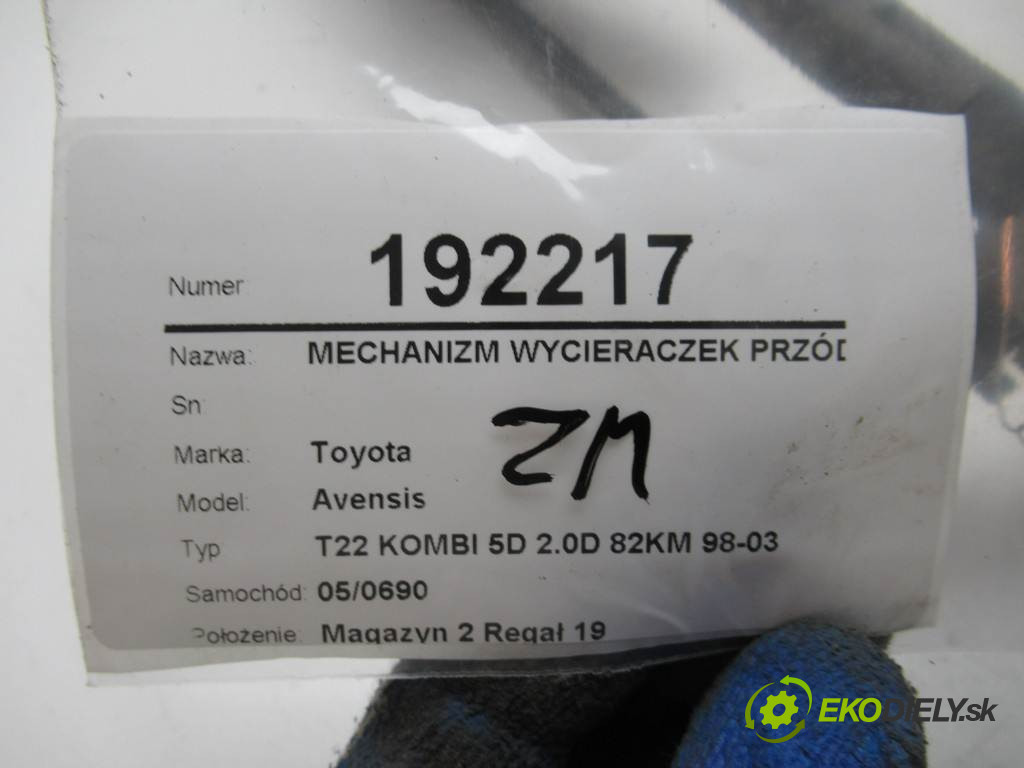 Numer 192217
Nazwa: MECHANIZM WYCIERACZEK PRZÓD
Sn:
Marka: Toyota
ZM
Model: Avensis
Typ T22 KOMBI 5D 2.0D 82KM 98-03
Samochód: 05/0690
Położenie: Magazyn 2 Regał 19
EKODIELY.sk